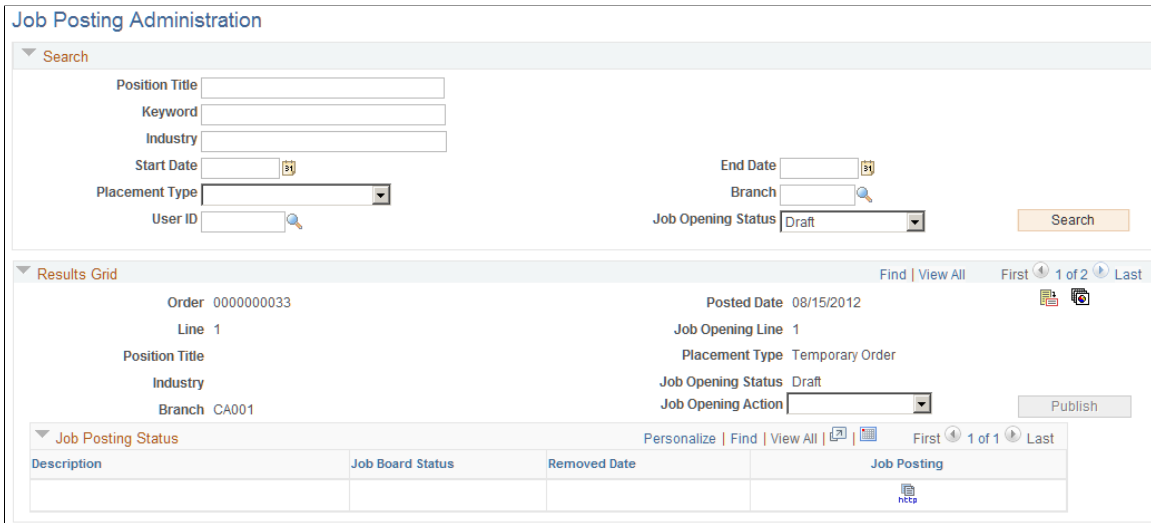 Job Posting Administration
Search
Position Title
Keyword
Industry
Start Date 31 End Date 31
Placement Type Branch
User ID Job Opening Status Draft Search
Results Grid Find | View All First 1 of 2 Last
Order 0000000033 Posted Date 08/15/2012
Line 1 Job Opening Line 1
Position Title Placement Type Temporary Order
Industry Job Opening Status Draft
Branch CA001 Job Opening Action Publish
Job Posting Status Personalize | Find | View All | | First 1 of 1 Last
Description Job Board Status Removed Date Job Posting
http